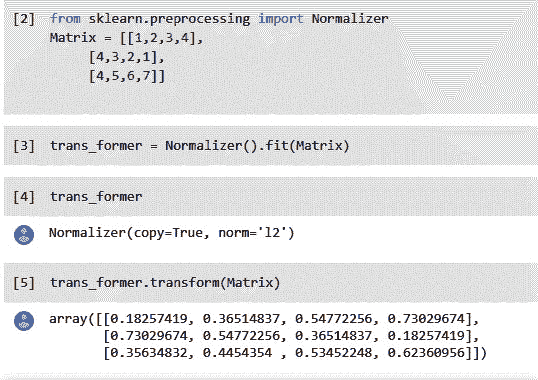 [2] from sklearn.preprocessing import Normalizer
Matrix = [[1,2,3,4],
[4,3,2,1],
[4,5,6,7]]
[3] trans_former = Normalizer().fit(Matrix)
[4] trans_former
Normalizer(copy=True, norm='l2')
[5] trans_former.transform(Matrix)
array([[0.18257419, 0.36514837, 0.54772256, 0.73029674],
[0.73029674, 0.54772256, 0.36514837, 0.18257419],
[0.35634832, 0.4454354 , 0.53452248, 0.62360956]])